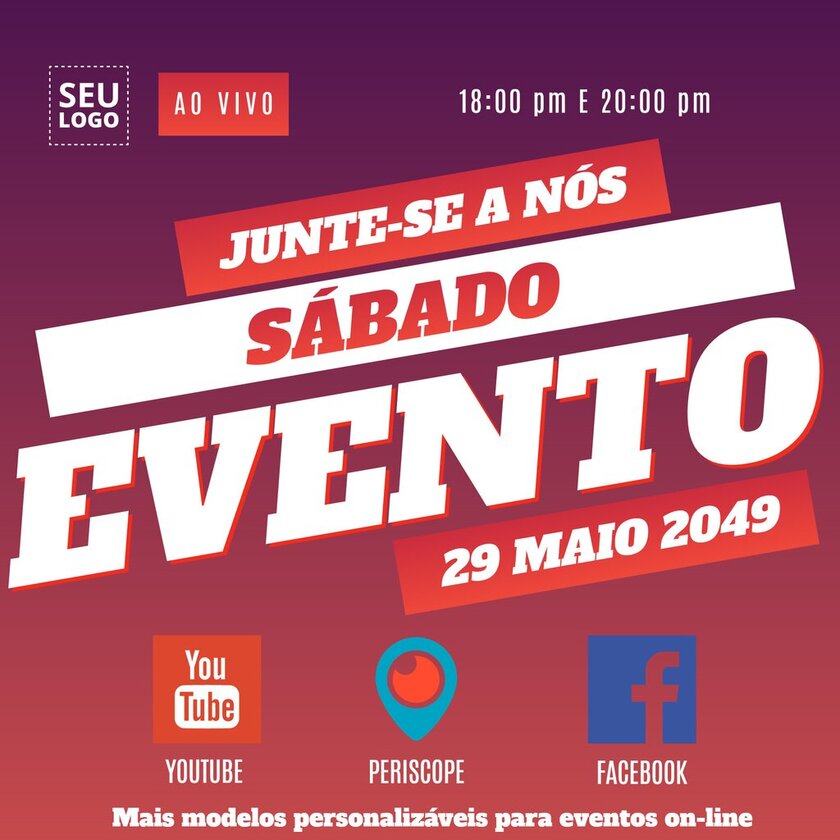 SEU
LOGO
AO VIVO
18:00 pm E 20:00 pm
JUNTE-SE A NÓS
SÁBADO
EVENTO
29 MAIO 2049
You
Tube
YOUTUBE
PERISCOPE
FACEBOOK
Mais modelos personalizáveis para eventos on-line